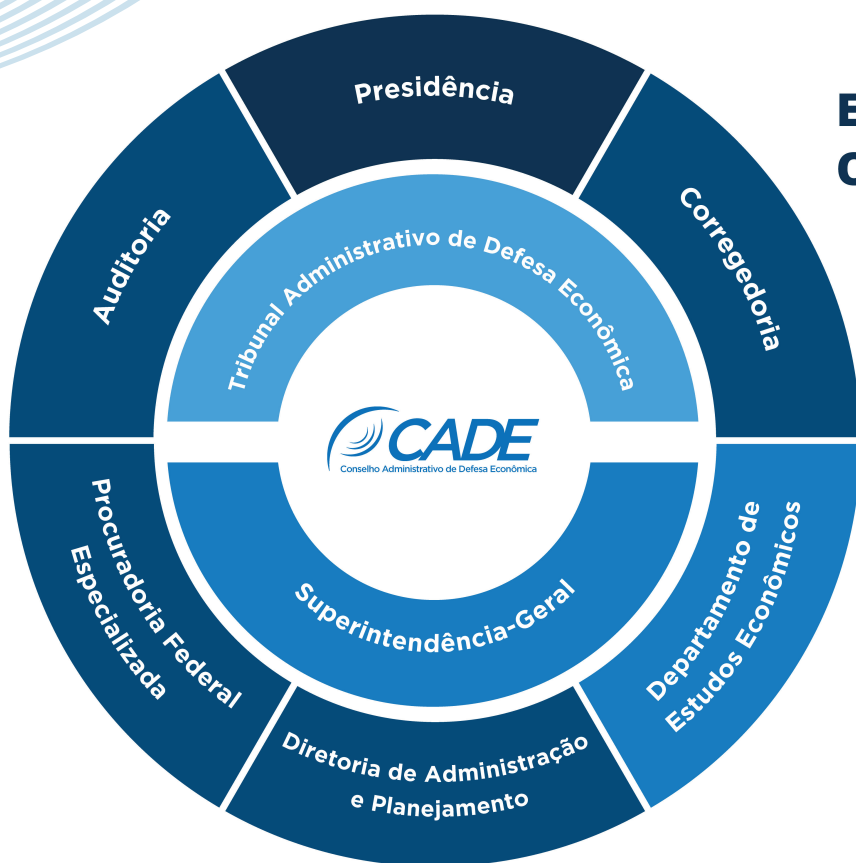 Presidência
E
C
Auditoria
Corregedoria
Tribunal Administrativo de Defesa Econômica
CADE
Conselho Administrativo de Defesa Econômica
Procuradoria Federal
Especializada
Superintendência-Geral
Departamento de
Estudos Econômicos
Diretoria de Administração
e Planejamento